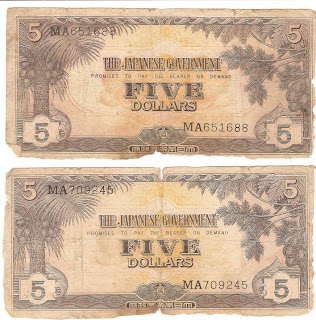 5 MA651688 5
THE JAPANESE GOVERNMENT
PROMISES TO PAY THE BEARER ON DEMAND
FIVE
DOLLARS
MA651688
5 5
5 MA709245 5
THE JAPANESE GOVERNMENT
PROMISES TO PAY THE BEARER ON DEMAND
FIVE
DOLLARS
MA709245
5 5